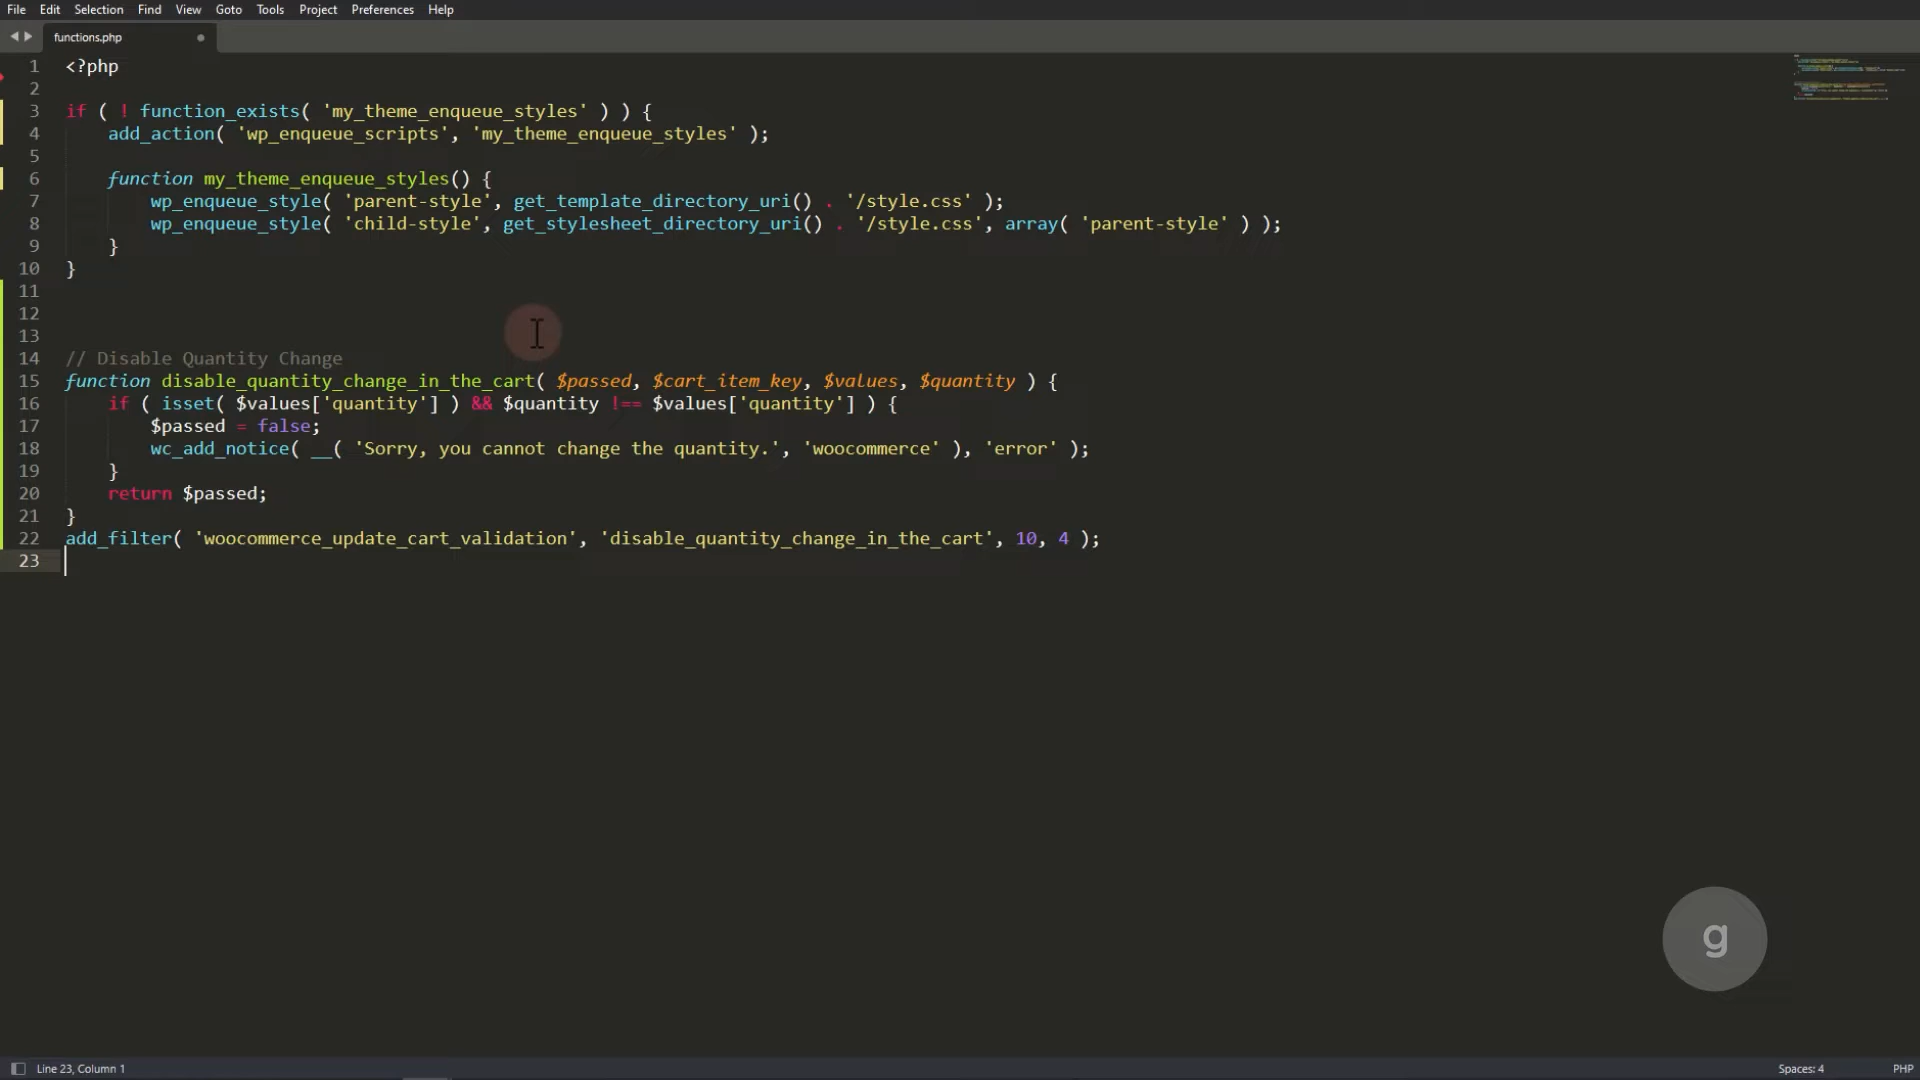 File Edit Selection Find View Goto Tools Project Preferences Help
functions.php
1 <?php
2
3 if ( ! function_exists( 'my_theme_enqueue_styles' ) ) {
4     add_action( 'wp_enqueue_scripts', 'my_theme_enqueue_styles' );
5
6     function my_theme_enqueue_styles() {
7         wp_enqueue_style( 'parent-style', get_template_directory_uri() . '/style.css' );
8         wp_enqueue_style( 'child-style', get_stylesheet_directory_uri() . '/style.css', array( 'parent-style' ) );
9     }
10 }
11
12
13
14 // Disable Quantity Change
15 function disable_quantity_change_in_the_cart( $passed, $cart_item_key, $values, $quantity ) {
16     if ( isset( $values['quantity'] ) && $quantity !== $values['quantity'] ) {
17         $passed = false;
18         wc_add_notice( __( 'Sorry, you cannot change the quantity.', 'woocommerce' ), 'error' );
19     }
20     return $passed;
21 }
22 add_filter( 'woocommerce_update_cart_validation', 'disable_quantity_change_in_the_cart', 10, 4 );
23
g
Line 23, Column 1 Spaces: 4 PHP